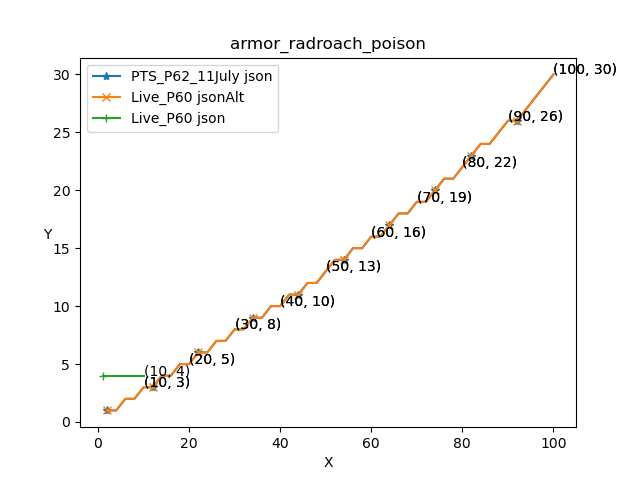 armor_radroach_poison
PTS_P62_11July json
Live_P60 jsonAlt
Live_P60 json
(100, 30)
(90, 26)
(80, 22)
(70, 19)
(60, 16)
(50, 13)
(40, 10)
(30, 8)
(20, 5)
(10, 4)
(10, 3)
30
25
20
15
10
5
0
Y
0 20 40 60 80 100
X